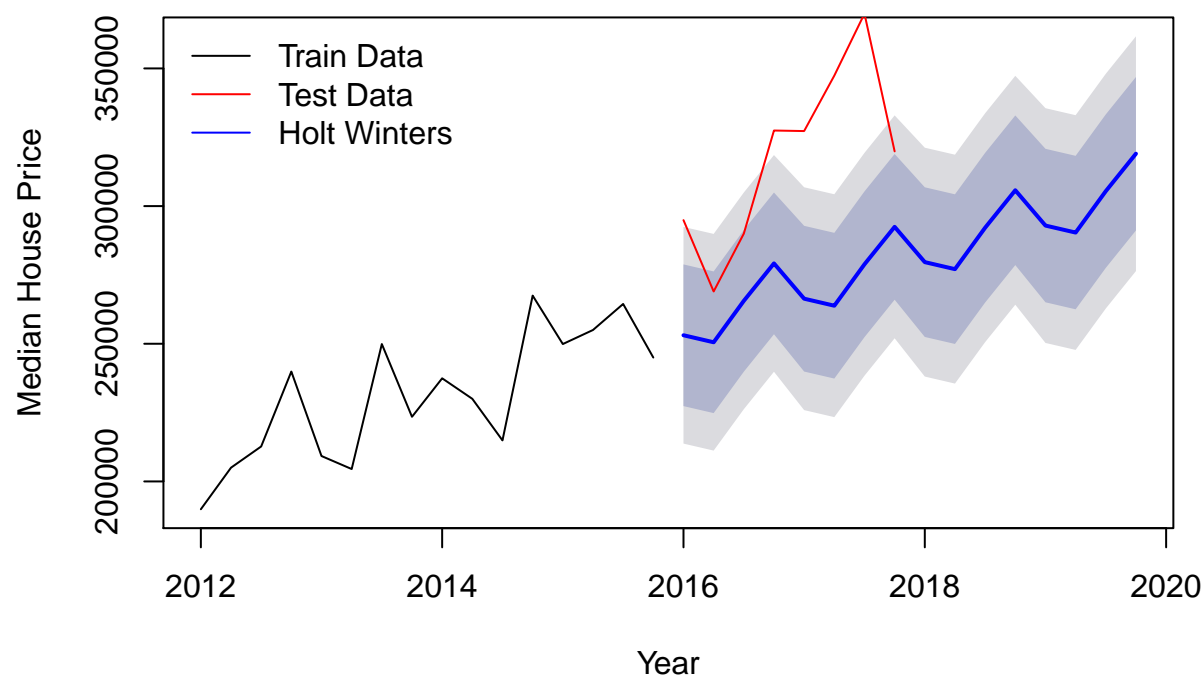 Train Data
Test Data
Holt Winters
Median House Price
350000
300000
250000
200000
2012 2014 2016 2018 2020
Year